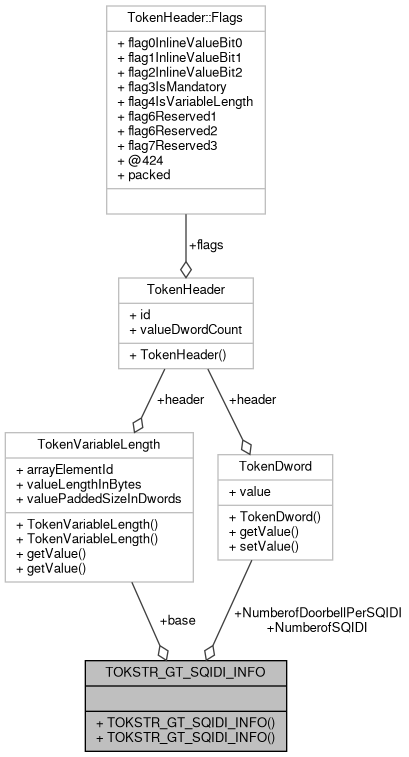 TokenHeader::Flags
+ flag0InlineValueBit0
+ flag1InlineValueBit1
+ flag2InlineValueBit2
+ flag3IsMandatory
+ flag4IsVariableLength
+ flag6Reserved1
+ flag6Reserved2
+ flag7Reserved3
+ @424
+ packed
+flags
TokenHeader
+ id
+ valueDwordCount
+ TokenHeader()
+header
+header
TokenVariableLength
+ arrayElementId
+ valueLengthInBytes
+ valuePaddedSizeInDwords
+ TokenVariableLength()
+ TokenVariableLength()
+ getValue()
+ getValue()
TokenDword
+ value
+ TokenDword()
+ getValue()
+ setValue()
+base
+NumberofDoorbellPerSQIDI
+NumberofSQIDI
TOKSTR_GT_SQIDI_INFO
+ TOKSTR_GT_SQIDI_INFO()
+ TOKSTR_GT_SQIDI_INFO()